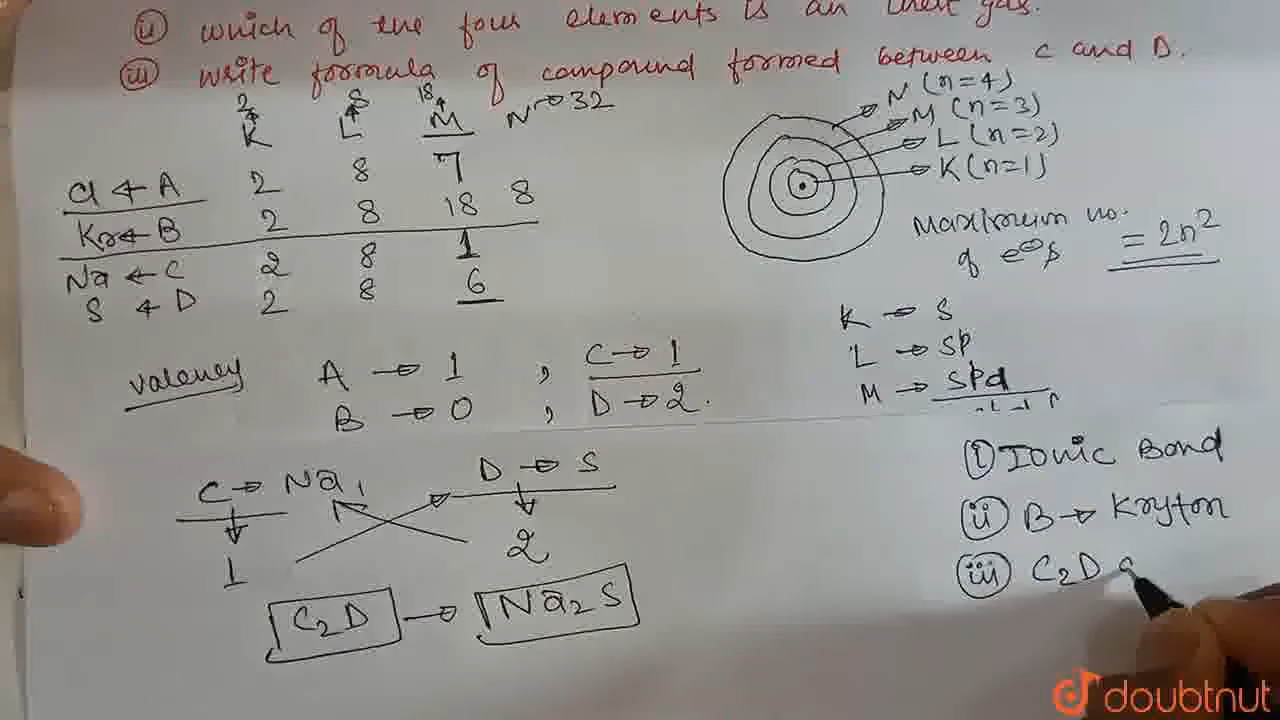 ii which of the four elements is an inert gas.
iii write formula of compound formed between C and D.
2 8 18
K L M N → 32
Cl ← A 2 8 7
Kr ← B 2 8 18 8
Na ← C 2 8 1
S ← D 2 8 6
N (n=4)
M (n=3)
L (n=2)
K (n=1)
Maximum no. of e⊖s = 2n²
K → s
L → sp
M → spd
valency A → 1 , C → 1
B → 0 , D → 2.
C → Na 1 D → S
1 2
C₂D → Na₂S
i Ionic Bond
ii B → Kryton
iii C₂D
doubtnut